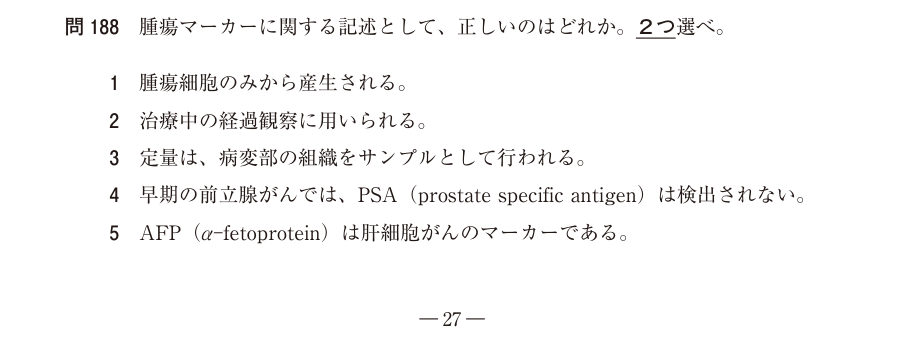 問 188 腫瘍マーカーに関する記述として、正しいのはどれか。2つ選べ。
1 腫瘍細胞のみから産生される。
2 治療中の経過観察に用いられる。
3 定量は、病変部の組織をサンプルとして行われる。
4 早期の前立腺がんでは、PSA（prostate specific antigen）は検出されない。
5 AFP（α-fetoprotein）は肝細胞がんのマーカーである。
— 27 —